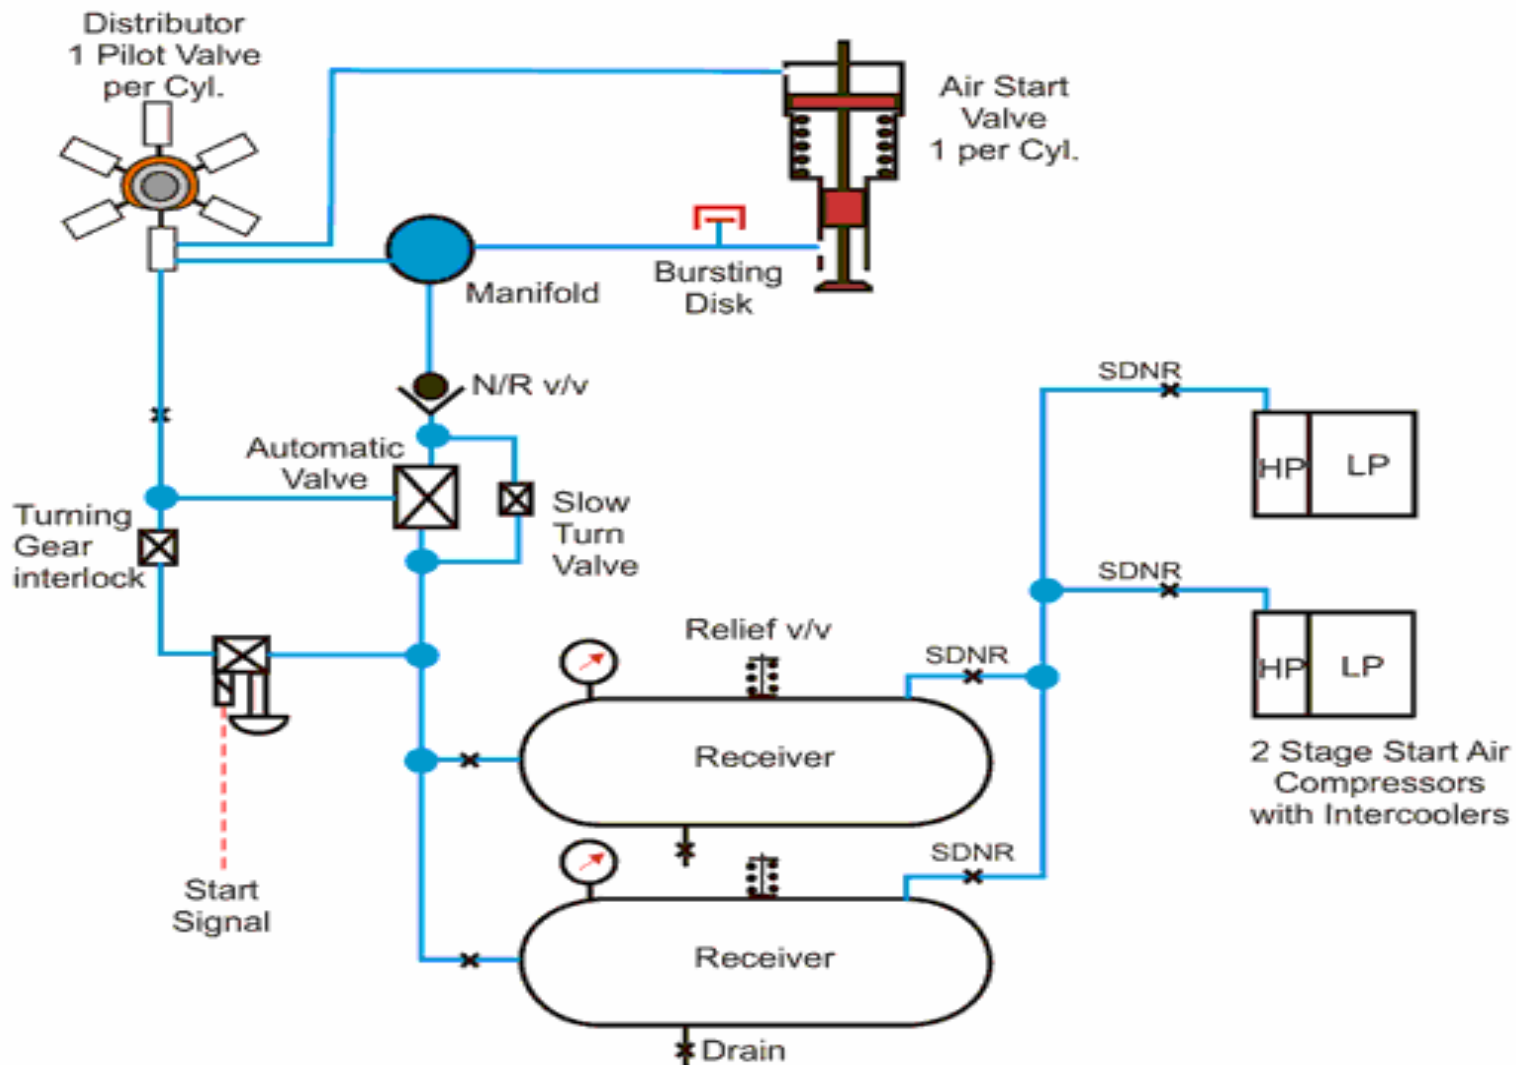 Distributor
1 Pilot Valve
per Cyl.
Air Start
Valve
1 per Cyl.
Bursting
Disk
Manifold
N/R v/v
SDNR
HP
LP
Automatic
Valve
Slow
Turn
Valve
Turning
Gear
interlock
SDNR
HP
LP
Relief v/v
SDNR
Receiver
2 Stage Start Air
Compressors
with Intercoolers
SDNR
Start
Signal
Receiver
Drain